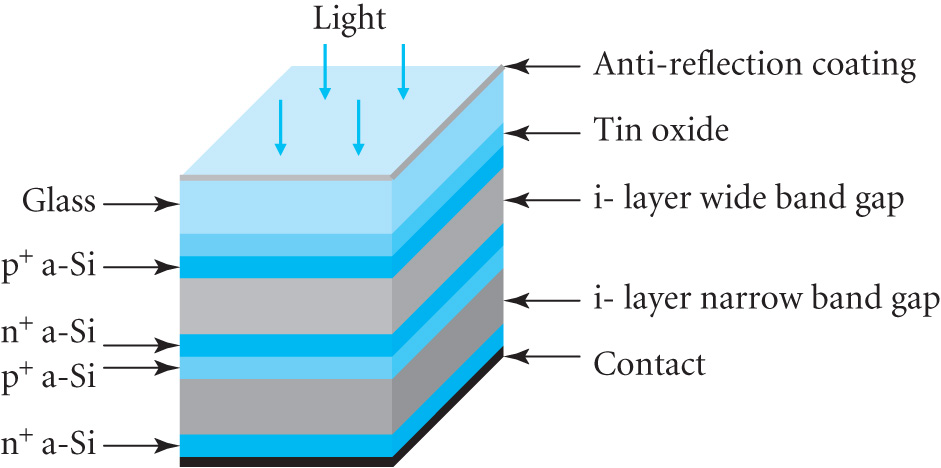 Light
Anti-reflection coating
Tin oxide
Glass
i- layer wide band gap
p⁺ a-Si
i- layer narrow band gap
n⁺ a-Si
Contact
p⁺ a-Si
n⁺ a-Si